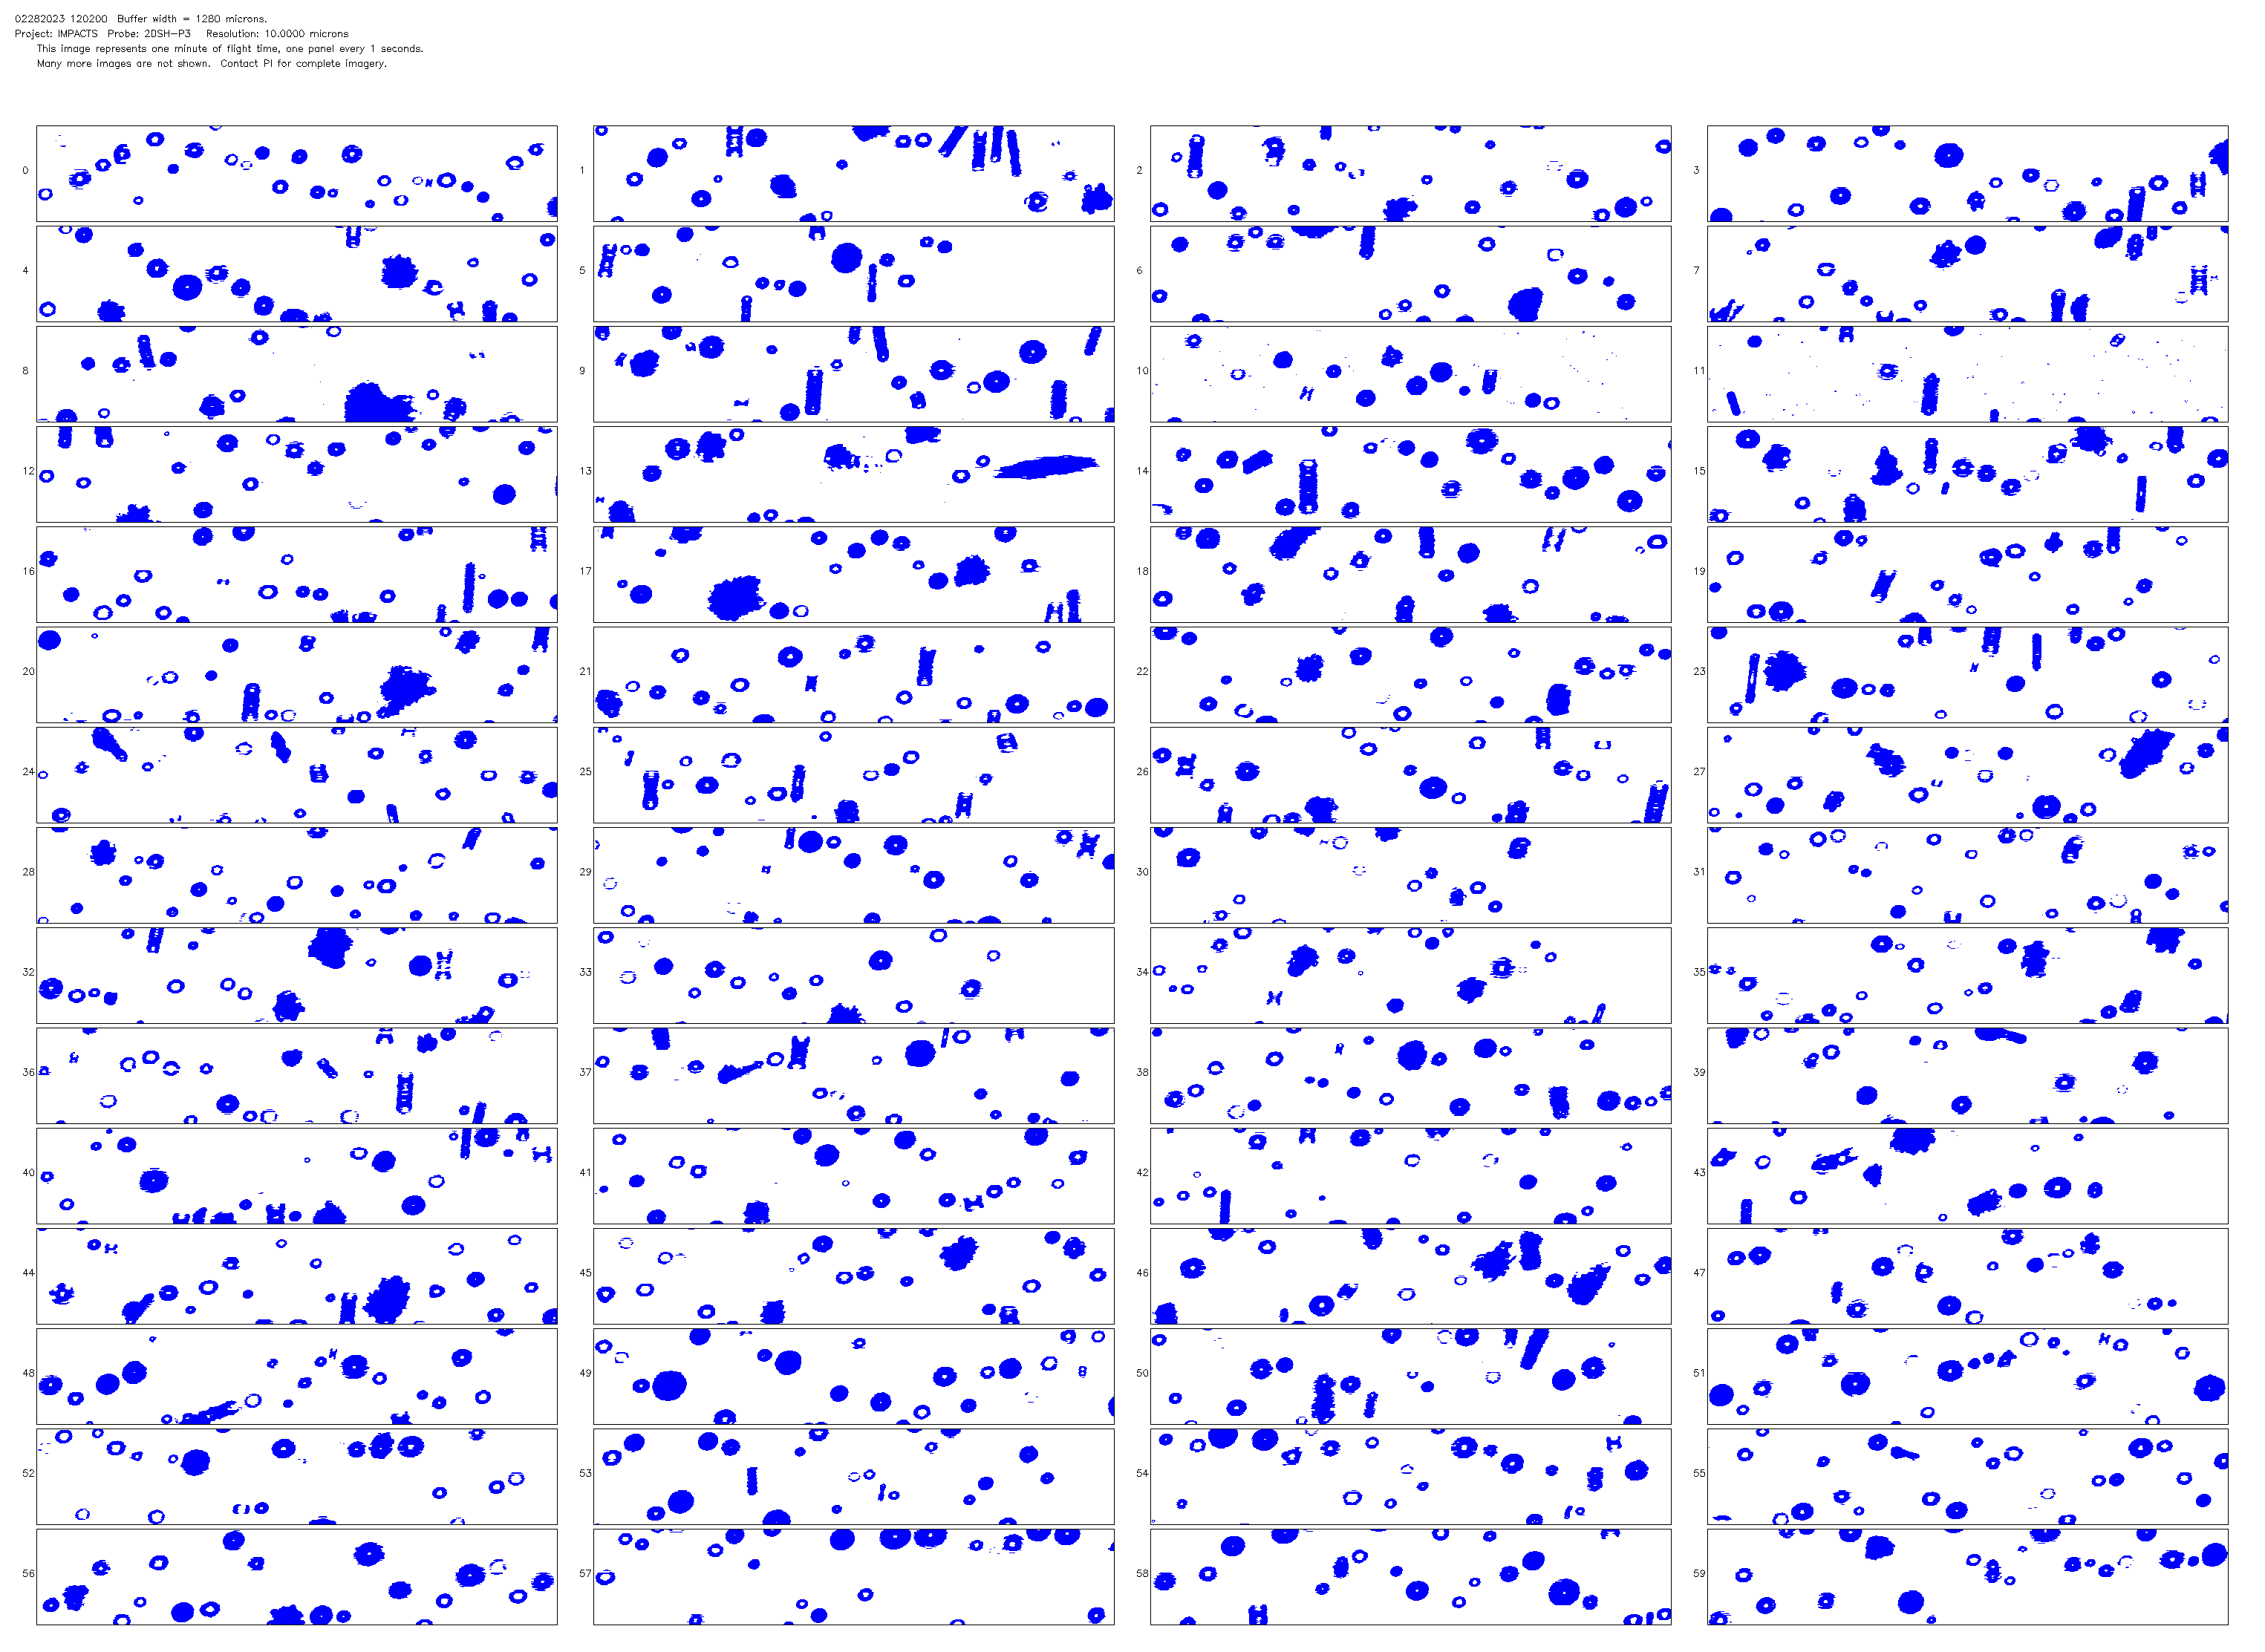 02282023 120200  Buffer width = 1280 microns.
Project: IMPACTS  Probe: 2DSH-P3    Resolution: 10.0000 microns
This image represents one minute of flight time, one panel every 1 seconds.
Many more images are not shown.  Contact PI for complete imagery.
0 1 2 3
4 5 6 7
8 9 10 11
12 13 14 15
16 17 18 19
20 21 22 23
24 25 26 27
28 29 30 31
32 33 34 35
36 37 38 39
40 41 42 43
44 45 46 47
48 49 50 51
52 53 54 55
56 57 58 59